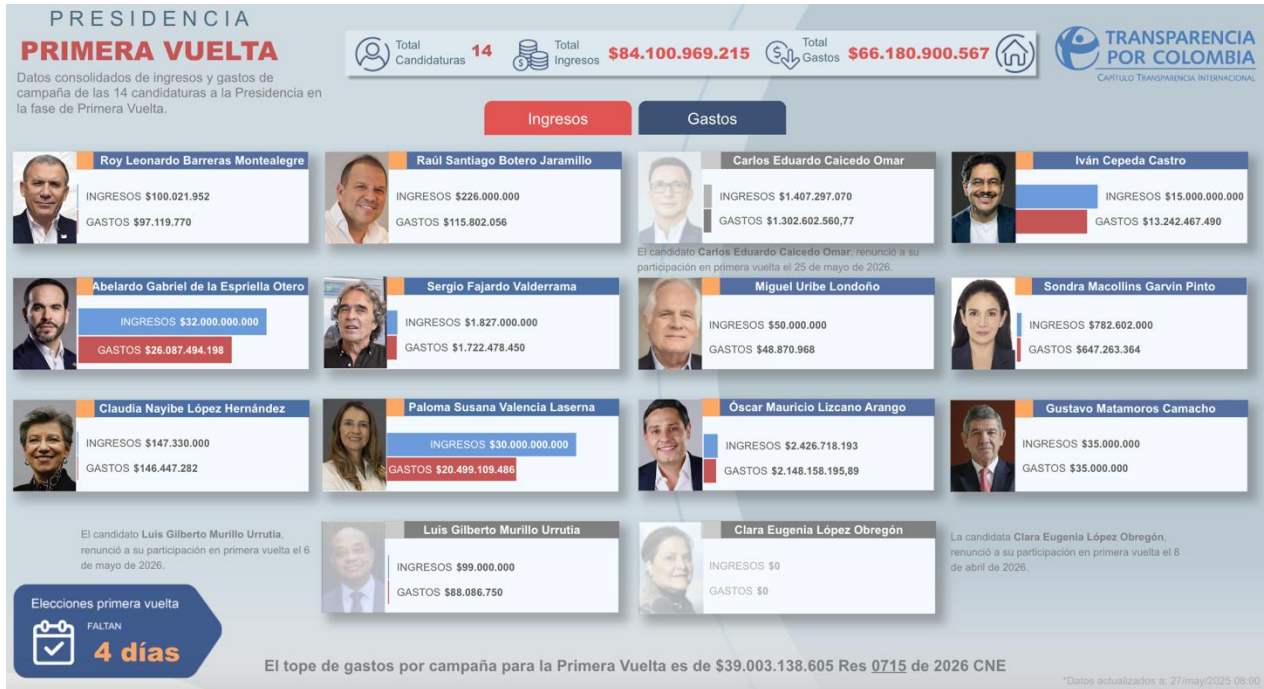 PRESIDENCIA
PRIMERA VUELTA
Datos consolidados de ingresos y gastos de
campaña de las 14 candidaturas a la Presidencia en
la fase de Primera Vuelta.
Total
Candidaturas
14
Total
Ingresos
$84.100.969.215
Total
Gastos
$66.180.900.567
TRANSPARENCIA
POR COLOMBIA
CAPÍTULO TRANSPARENCIA INTERNACIONAL
Ingresos
Gastos
Roy Leonardo Barreras Montealegre
INGRESOS $100.021.952
GASTOS $97.119.770
Raúl Santiago Botero Jaramillo
INGRESOS $226.000.000
GASTOS $115.802.056
Carlos Eduardo Caicedo Omar
INGRESOS $1.407.297.070
GASTOS $1.302.602.560,77
El candidato Carlos Eduardo Caicedo Omar, renunció a su
participación en primera vuelta el 25 de mayo de 2026.
Iván Cepeda Castro
INGRESOS $15.000.000.000
GASTOS $13.242.467.490
Abelardo Gabriel de la Espriella Otero
INGRESOS $32.000.000.000
GASTOS $26.087.494.198
Sergio Fajardo Valderrama
INGRESOS $1.827.000.000
GASTOS $1.722.478.450
Miguel Uribe Londoño
INGRESOS $50.000.000
GASTOS $48.870.968
Sondra Macollins Garvin Pinto
INGRESOS $782.602.000
GASTOS $647.263.364
Claudia Nayibe López Hernández
INGRESOS $147.330.000
GASTOS $146.447.282
Paloma Susana Valencia Laserna
INGRESOS $30.000.000.000
GASTOS $20.499.109.486
Óscar Mauricio Lizcano Arango
INGRESOS $2.426.718.193
GASTOS $2.148.158.195,89
Gustavo Matamoros Camacho
INGRESOS $35.000.000
GASTOS $35.000.000
El candidato Luis Gilberto Murillo Urrutia,
renunció a su participación en primera vuelta el 6
de mayo de 2026.
Luis Gilberto Murillo Urrutia
INGRESOS $99.000.000
GASTOS $88.086.750
Clara Eugenia López Obregón
INGRESOS $0
GASTOS $0
La candidata Clara Eugenia López Obregón,
renunció a su participación en primera vuelta el 8
de abril de 2026.
Elecciones primera vuelta
FALTAN
4 días
El tope de gastos por campaña para la Primera Vuelta es de $39.003.138.605 Res 0715 de 2026 CNE
*Datos actualizados a: 27/may/2025 08:00